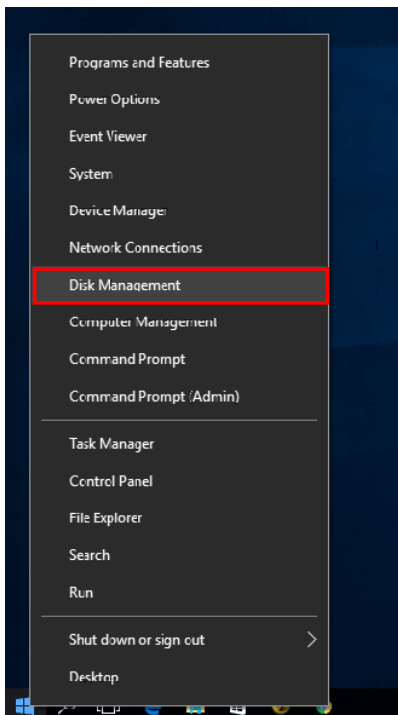 Programs and Features
Power Options
Event Viewer
System
Device Manager
Network Connections
Disk Management
Computer Management
Command Prompt
Command Prompt (Admin)
Task Manager
Control Panel
File Explorer
Search
Run
Shut down or sign out
Desktop